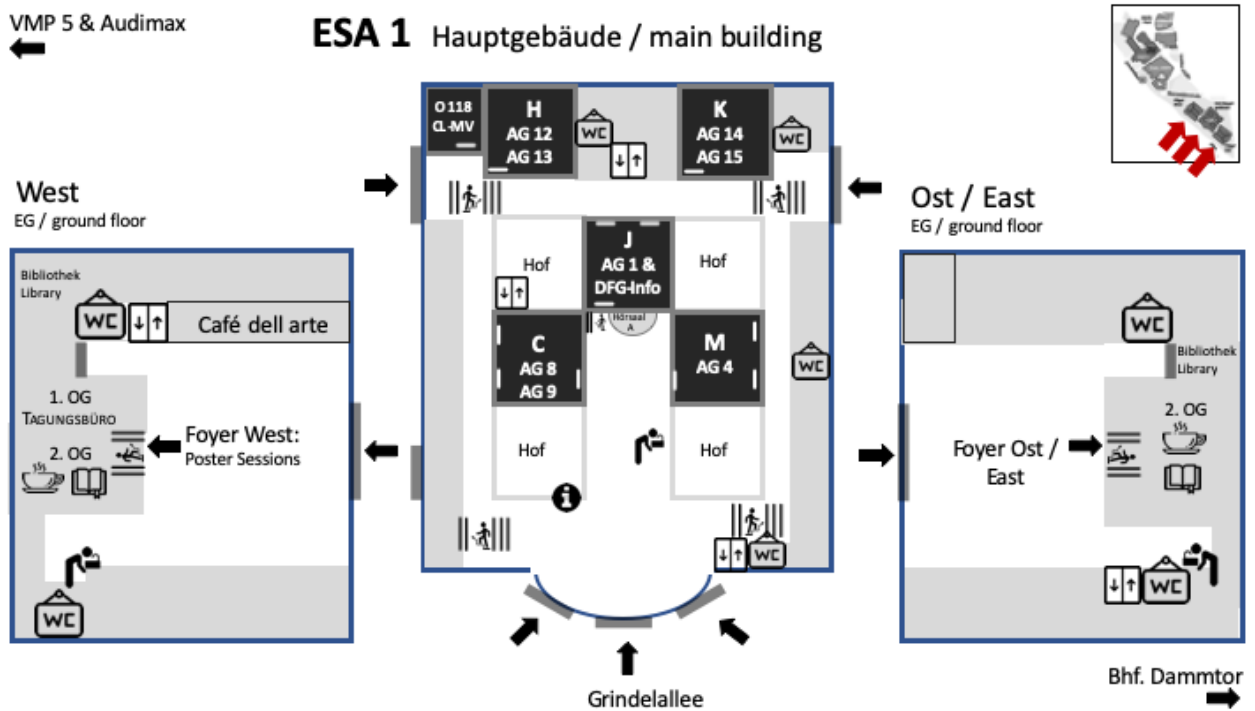 VMP 5 & Audimax
ESA 1 Hauptgebäude / main building
West
EG / ground floor
Bibliothek
Library
WC
Café dell arte
1. OG
TAGUNGSBÜRO
2. OG
Foyer West:
Poster Sessions
WC
O 118
CL-MV
H
AG 12
AG 13
WC
K
AG 14
AG 15
WC
Hof
J
AG 1 &
DFG-Info
Hof
Hörsaal
A
C
AG 8
AG 9
M
AG 4
WC
Hof
Hof
i
WC
Grindelallee
Ost / East
EG / ground floor
WC
Bibliothek
Library
2. OG
Foyer Ost /
East
WC
Bhf. Dammtor